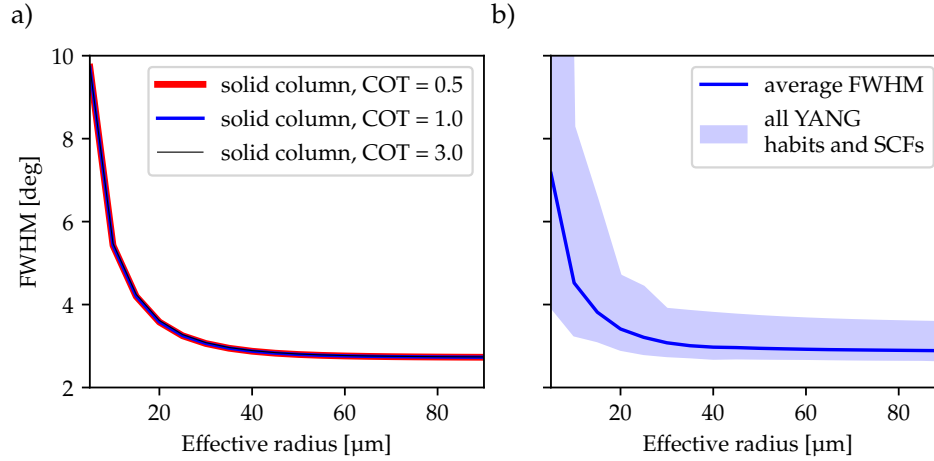 a)
b)
10
8
6
4
2
FWHM [deg]
solid column, COT = 0.5
solid column, COT = 1.0
solid column, COT = 3.0
20
40
60
80
Effective radius [µm]
average FWHM
all YANG
habits and SCFs
20
40
60
80
Effective radius [µm]